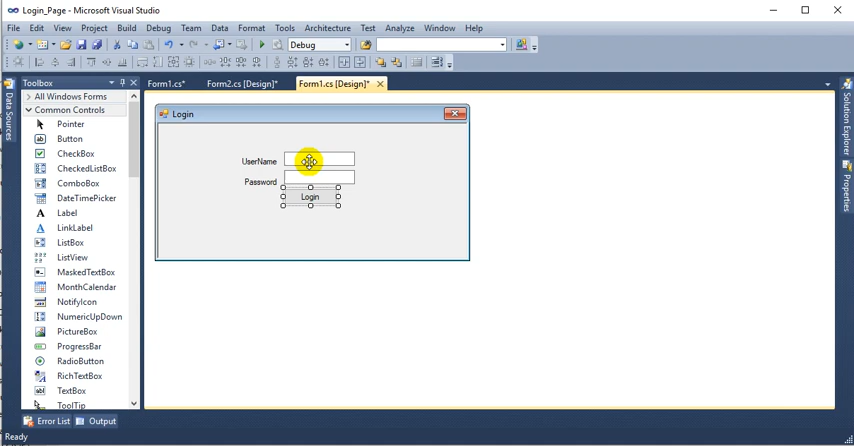 Login_Page - Microsoft Visual Studio
File Edit View Project Build Debug Team Data Format Tools Architecture Test Analyze Window Help
Debug
Toolbox
Form1.cs* Form2.cs [Design]* Form1.cs [Design]*
All Windows Forms
Common Controls
Pointer
Button
CheckBox
CheckedListBox
ComboBox
DateTimePicker
Label
LinkLabel
ListBox
ListView
MaskedTextBox
MonthCalendar
NotifyIcon
NumericUpDown
PictureBox
ProgressBar
RadioButton
RichTextBox
TextBox
ToolTip
Login
UserName
Password
Login
Data Sources
Solution Explorer
Properties
Error List Output
Ready